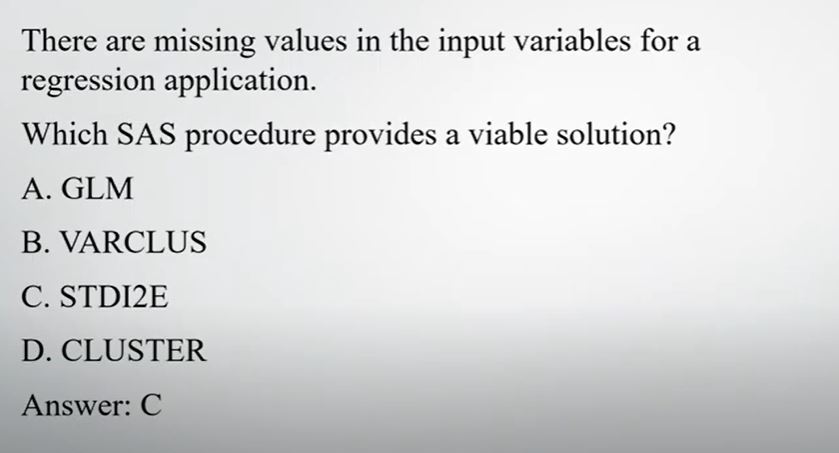 There are missing values in the input variables for a
regression application.
Which SAS procedure provides a viable solution?
A. GLM
B. VARCLUS
C. STDI2E
D. CLUSTER
Answer: C